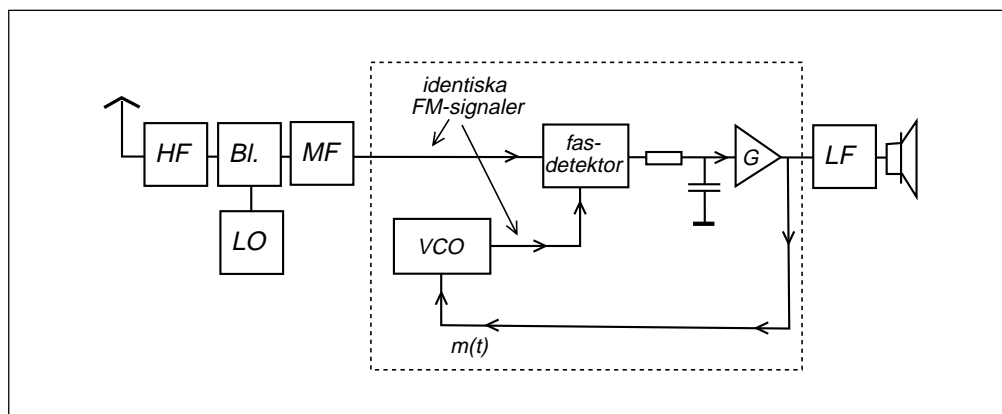 identiska
FM-signaler
HF
Bl.
MF
fas-
detektor
G
LF
LO
VCO
m(t)